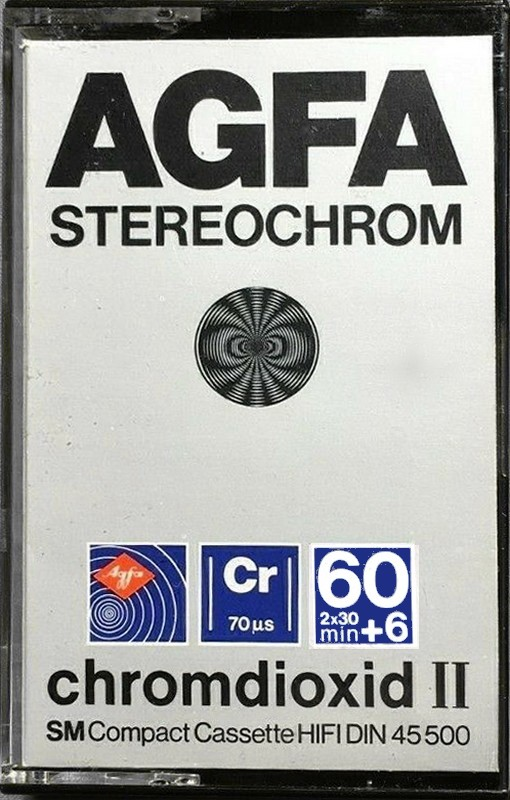 AGFA
STEREOCHROM
Agfa
Cr
70 µs
60
2x30
min +6
chromdioxid II
SM Compact Cassette HIFI DIN 45 500